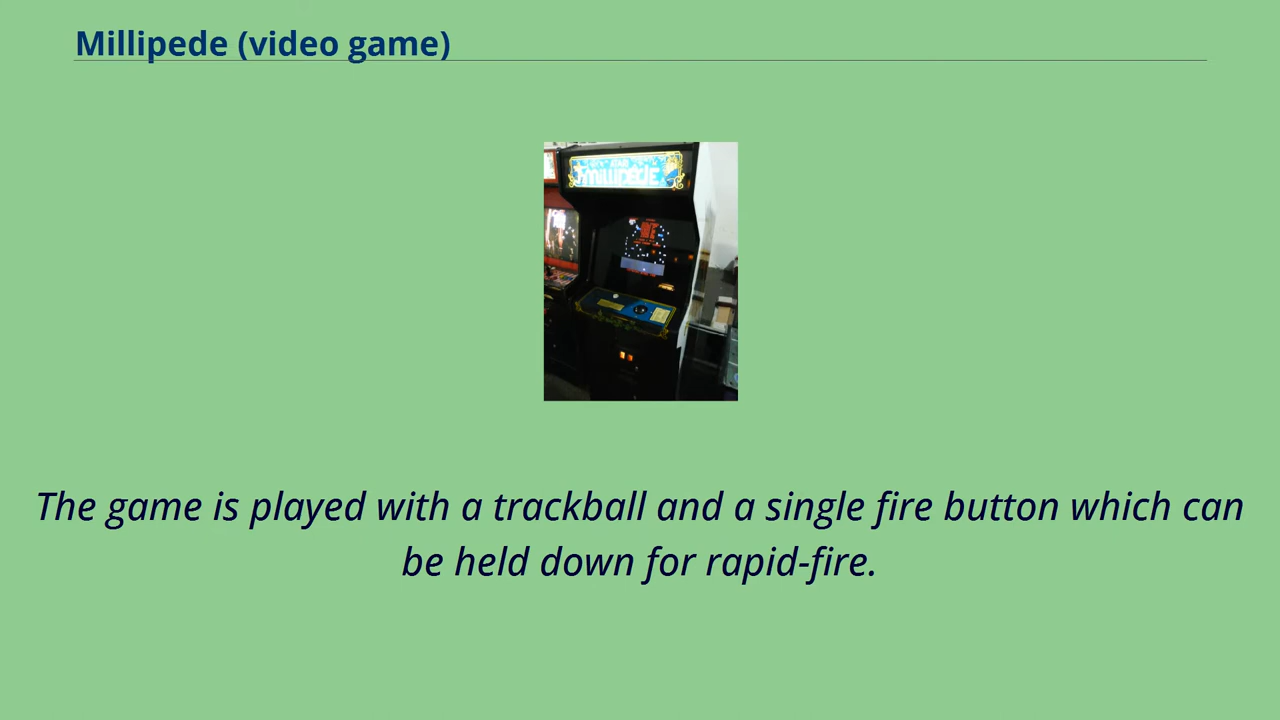 Millipede (video game)
MILLIPEDE
The game is played with a trackball and a single fire button which can
be held down for rapid-fire.